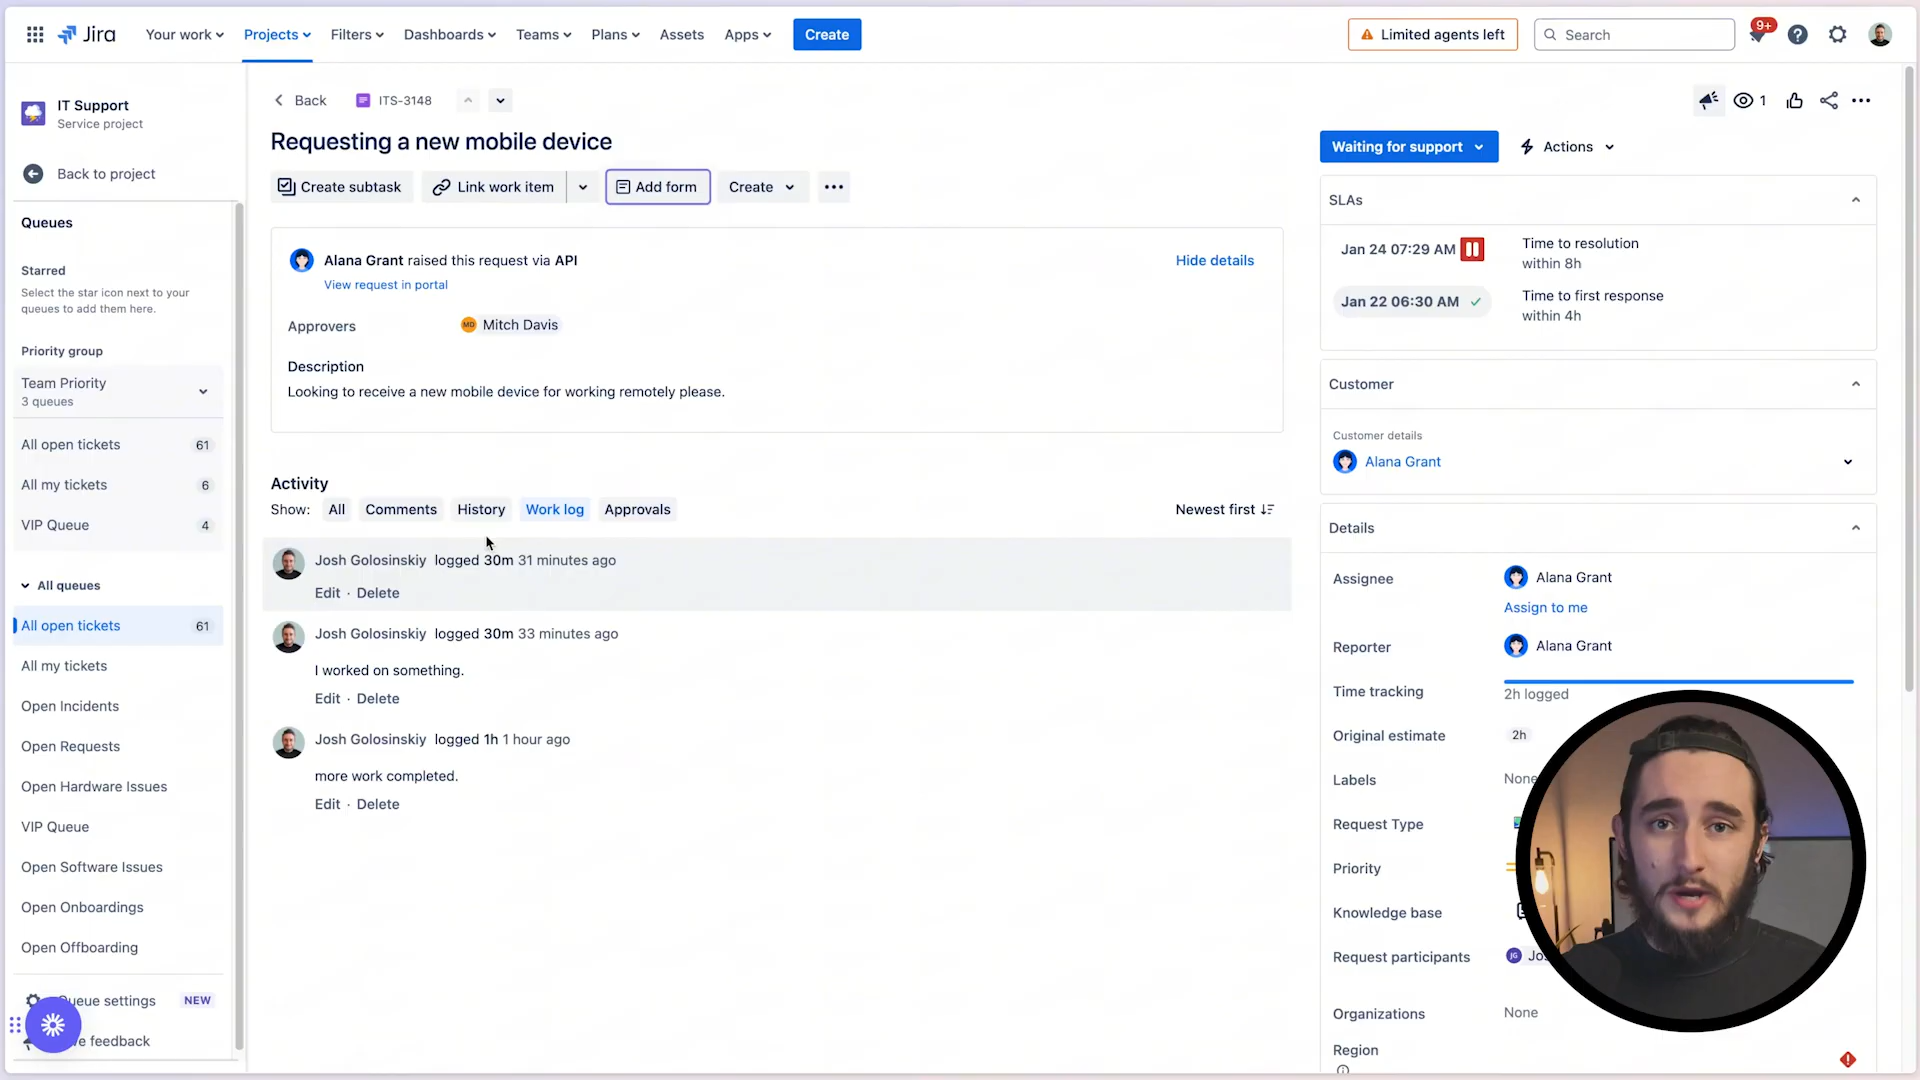 Jira
Your work
Projects
Filters
Dashboards
Teams
Plans
Assets
Apps
Create
Limited agents left
Search
9+
IT Support
Service project
Back to project
Queues
Starred
Select the star icon next to your
queues to add them here.
Priority group
Team Priority
3 queues
All open tickets 61
All my tickets 6
VIP Queue 4
All queues
All open tickets 61
All my tickets
Open Incidents
Open Requests
Open Hardware Issues
VIP Queue
Open Software Issues
Open Onboardings
Open Offboarding
Queue settings NEW
feedback
Back
ITS-3148
Requesting a new mobile device
Create subtask
Link work item
Add form
Create
Alana Grant raised this request via API
Hide details
View request in portal
Approvers MD Mitch Davis
Description
Looking to receive a new mobile device for working remotely please.
Activity
Show: All Comments History Work log Approvals
Newest first
Josh Golosinskiy logged 30m 31 minutes ago
Edit · Delete
Josh Golosinskiy logged 30m 33 minutes ago
I worked on something.
Edit · Delete
Josh Golosinskiy logged 1h 1 hour ago
more work completed.
Edit · Delete
1
Waiting for support
Actions
SLAs
Jan 24 07:29 AM Time to resolution
within 8h
Jan 22 06:30 AM Time to first response
within 4h
Customer
Customer details
Alana Grant
Details
Assignee Alana Grant
Assign to me
Reporter Alana Grant
Time tracking 2h logged
Original estimate 2h
Labels None
Request Type
Priority
Knowledge base
Request participants JG Jos
Organizations None
Region